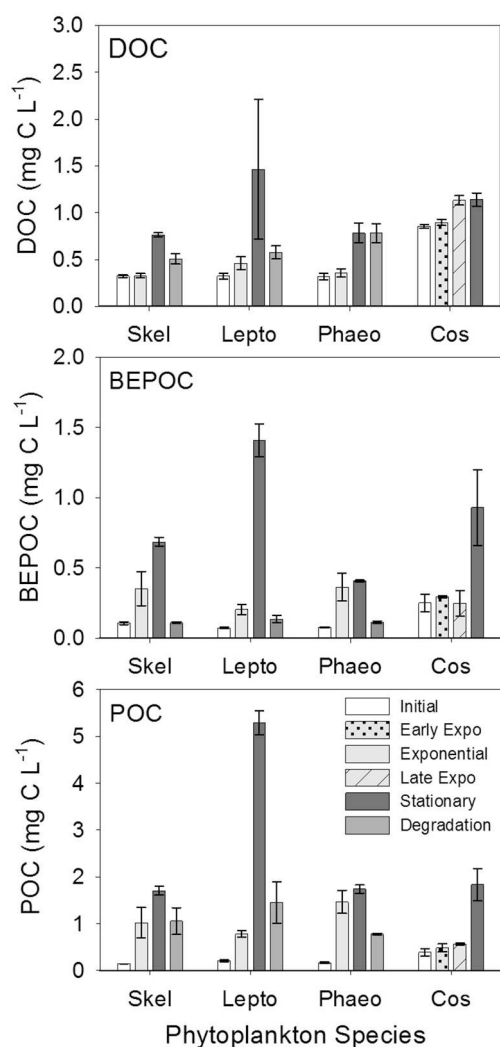 DOC
DOC (mg C L⁻¹)
3.0
2.5
2.0
1.5
1.0
0.5
0.0
Skel Lepto Phaeo Cos
BEPOC
BEPOC (mg C L⁻¹)
2.0
1.5
1.0
0.5
0.0
Skel Lepto Phaeo Cos
POC
POC (mg C L⁻¹)
6
5
4
3
2
1
0
Initial
Early Expo
Exponential
Late Expo
Stationary
Degradation
Skel Lepto Phaeo Cos
Phytoplankton Species